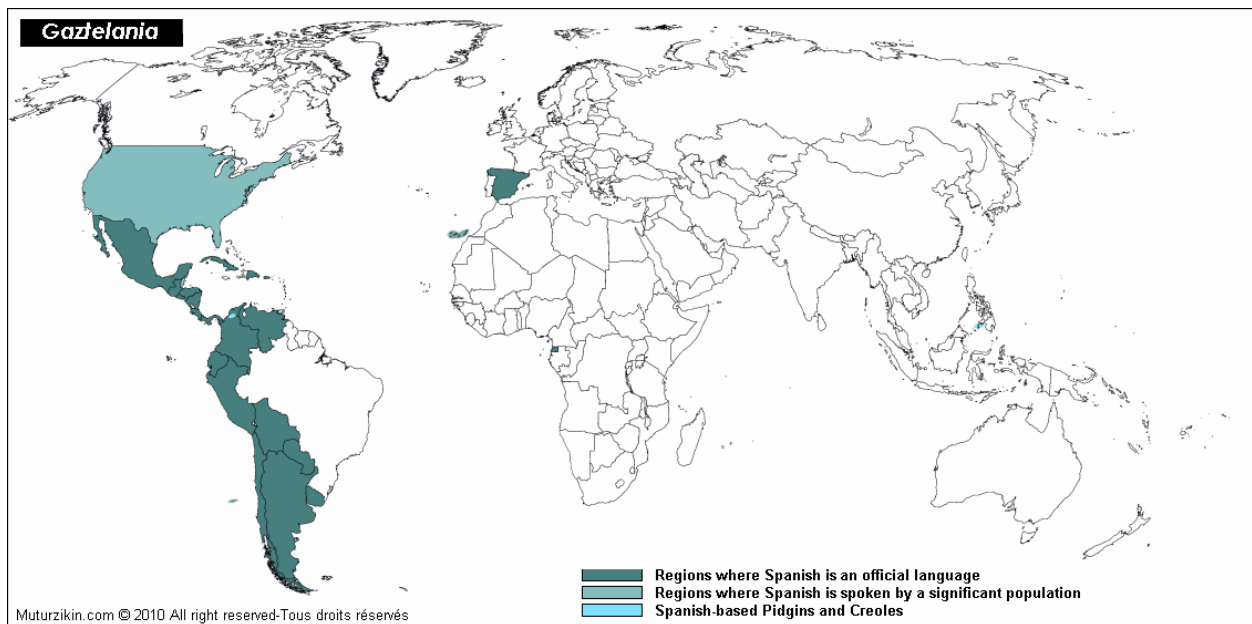 Gaztelania
Regions where Spanish is an official language
Regions where Spanish is spoken by a significant population
Spanish-based Pidgins and Creoles
Muturzikin.com © 2010 All right reserved-Tous droits réservés